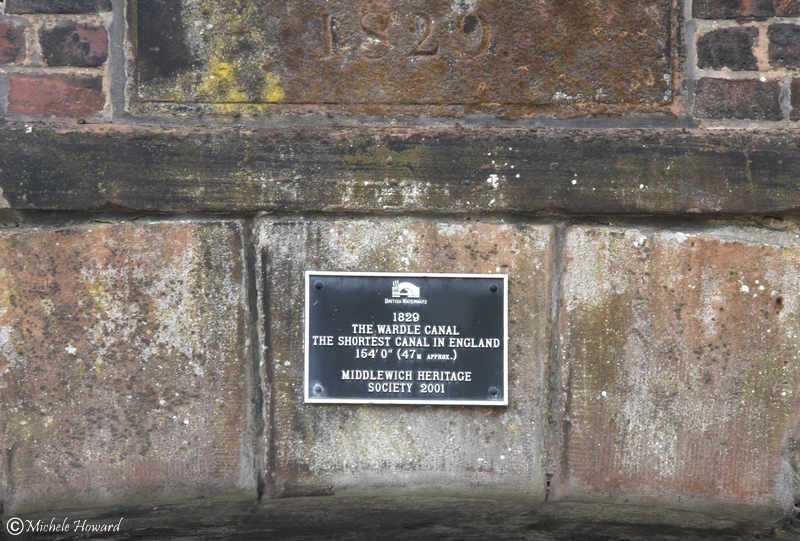 1829
BRITISH WATERWAYS
1829
THE WARDLE CANAL
THE SHORTEST CANAL IN ENGLAND
154' 0" (47M APPROX.)
MIDDLEWICH HERITAGE
SOCIETY 2001
©Michele Howard